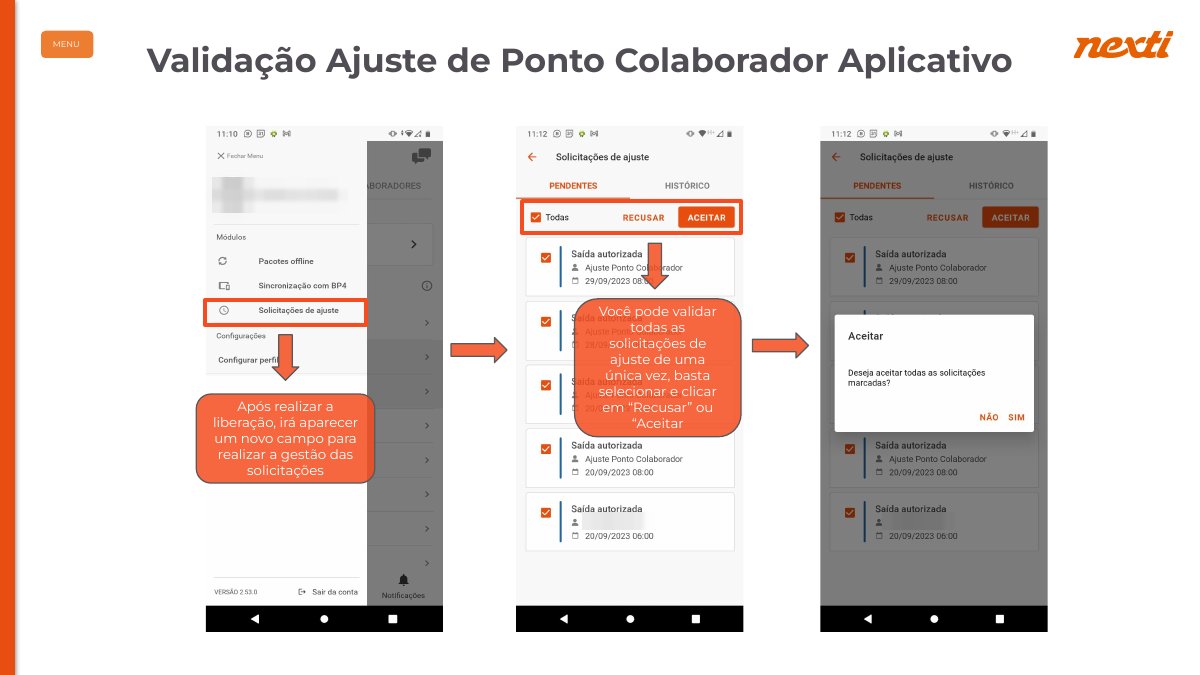 MENU
Validação Ajuste de Ponto Colaborador Aplicativo
nexti
11:10
Fechar Menu
ABORADORES
Módulos
Pacotes offline
Sincronização com BP4
Solicitações de ajuste
Configurações
Configurar perfil
Após realizar a
liberação, irá aparecer
um novo campo para
realizar a gestão das
solicitações
VERSÃO 2.53.0
Sair da conta
Notificações
11:12
Solicitações de ajuste
PENDENTES
HISTÓRICO
Todas
RECUSAR
ACEITAR
Saída autorizada
Ajuste Ponto Colaborador
29/09/2023 08:00
Você pode validar
todas as
solicitações de
ajuste de uma
única vez, basta
selecionar e clicar
em “Recusar” ou
“Aceitar
Saída autorizada
Ajuste Ponto Colaborador
20/09/2023 08:00
Saída autorizada
20/09/2023 06:00
11:12
Solicitações de ajuste
PENDENTES
HISTÓRICO
Todas
RECUSAR
ACEITAR
Saída autorizada
Ajuste Ponto Colaborador
29/09/2023 08:00
Aceitar
Deseja aceitar todas as solicitações
marcadas?
NÃO SIM
Saída autorizada
Ajuste Ponto Colaborador
20/09/2023 08:00
Saída autorizada
20/09/2023 06:00